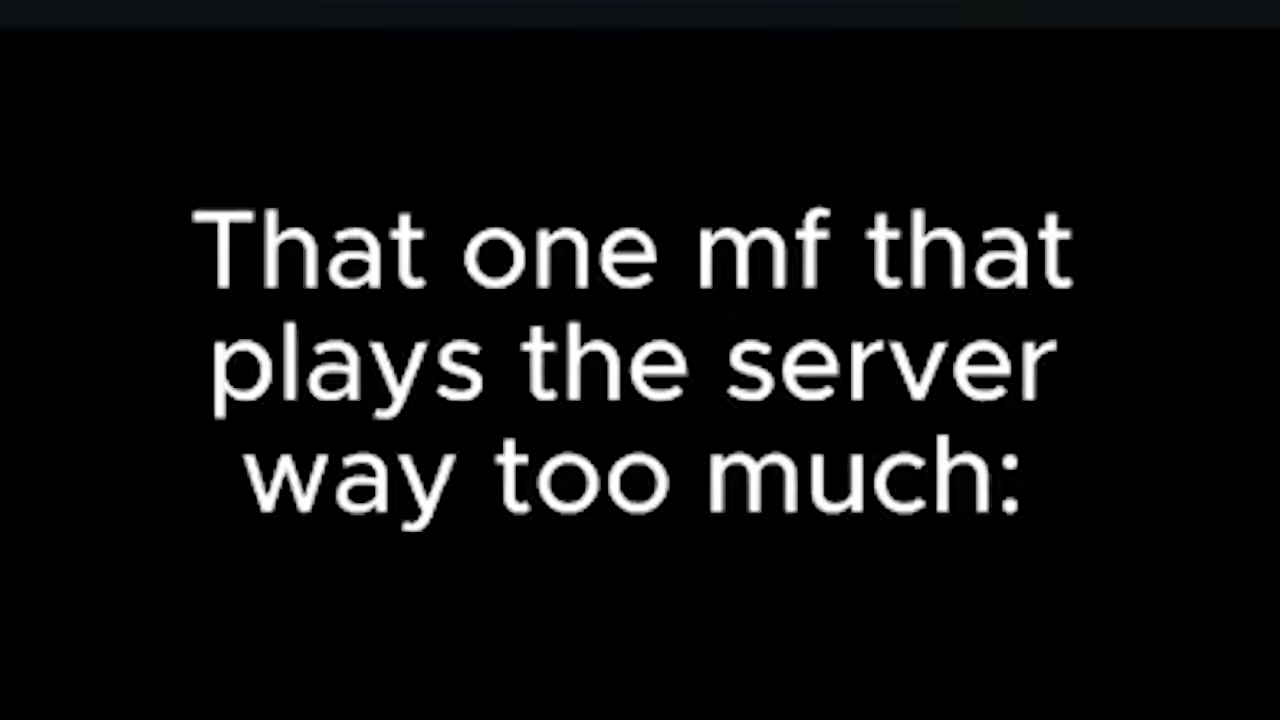 That one mf that
plays the server
way too much: